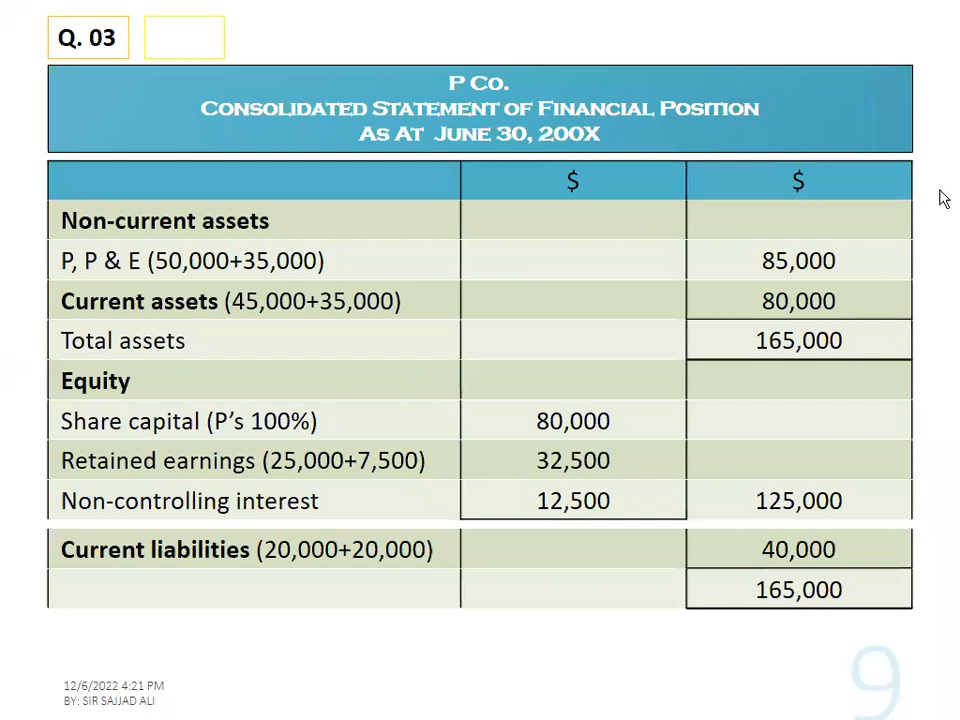 Q. 03
P Co.
Consolidated Statement of Financial Position
As At June 30, 200X
$ $
Non-current assets
P, P & E (50,000+35,000) 85,000
Current assets (45,000+35,000) 80,000
Total assets 165,000
Equity
Share capital (P’s 100%) 80,000
Retained earnings (25,000+7,500) 32,500
Non-controlling interest 12,500 125,000
Current liabilities (20,000+20,000) 40,000
165,000
12/6/2022 4:21 PM
BY: SIR SAJJAD ALI
9